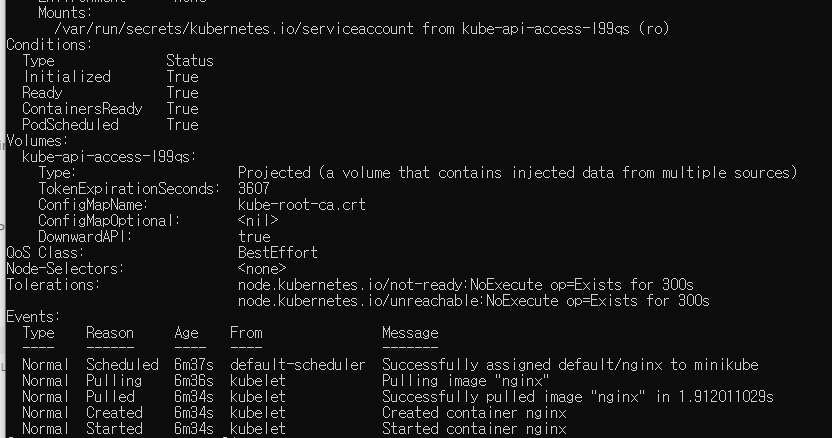 Mounts:
/var/run/secrets/kubernetes.io/serviceaccount from kube-api-access-l99qs (ro)
Conditions:
Type Status
Initialized True
Ready True
ContainersReady True
PodScheduled True
Volumes:
kube-api-access-l99qs:
Type: Projected (a volume that contains injected data from multiple sources)
TokenExpirationSeconds: 3607
ConfigMapName: kube-root-ca.crt
ConfigMapOptional: <nil>
DownwardAPI: true
QoS Class: BestEffort
Node-Selectors: <none>
Tolerations: node.kubernetes.io/not-ready:NoExecute op=Exists for 300s
node.kubernetes.io/unreachable:NoExecute op=Exists for 300s
Events:
Type Reason Age From Message
---- ------ ---- ---- -------
Normal Scheduled 6m37s default-scheduler Successfully assigned default/nginx to minikube
Normal Pulling 6m36s kubelet Pulling image "nginx"
Normal Pulled 6m34s kubelet Successfully pulled image "nginx" in 1.912011029s
Normal Created 6m34s kubelet Created container nginx
Normal Started 6m34s kubelet Started container nginx